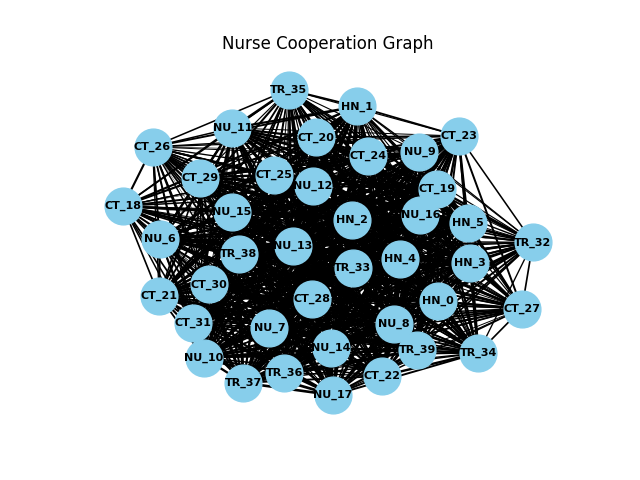 Nurse Cooperation Graph
TR_35
HN_1
NU_11
CT_20
CT_23
CT_26
CT_24
NU_9
CT_29
CT_25
NU_12
CT_19
CT_18
NU_15
HN_2
NU_16
HN_5
NU_6
NU_13
TR_32
TR_38
HN_4
HN_3
TR_33
CT_30
CT_21
CT_28
HN_0
CT_27
CT_31
NU_7
NU_8
NU_14
TR_39
TR_34
NU_10
TR_36
CT_22
TR_37
NU_17